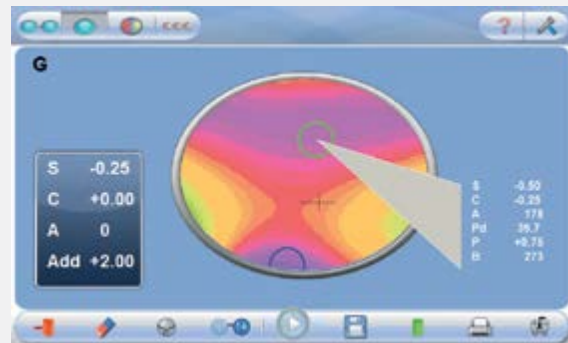 <<<
?
G
S -0.25
C +0.00
A 0
Add +2.00
S -0.50
C -0.25
A 178
Pd 39.7
P +0.75
B 273